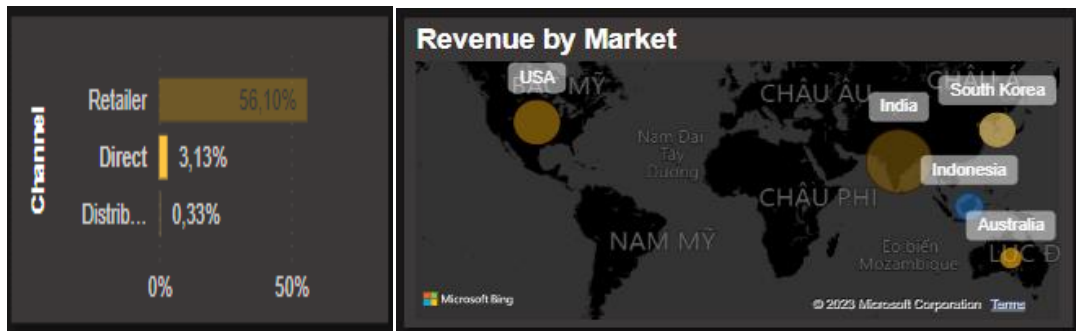 Channel
Retailer
56,10%
Direct
3,13%
Distrib...
0,33%
0%
50%
Revenue by Market
USA
BẮC MỸ
CHÂU ÂU
CHÂU Á
South Korea
India
Nam Đại
Tây
Dương
Indonesia
CHÂU PHI
Australia
NAM MỸ
Eo biển
Mozambique
LỤC Đ
Microsoft Bing
© 2023 Microsoft Corporation Terms